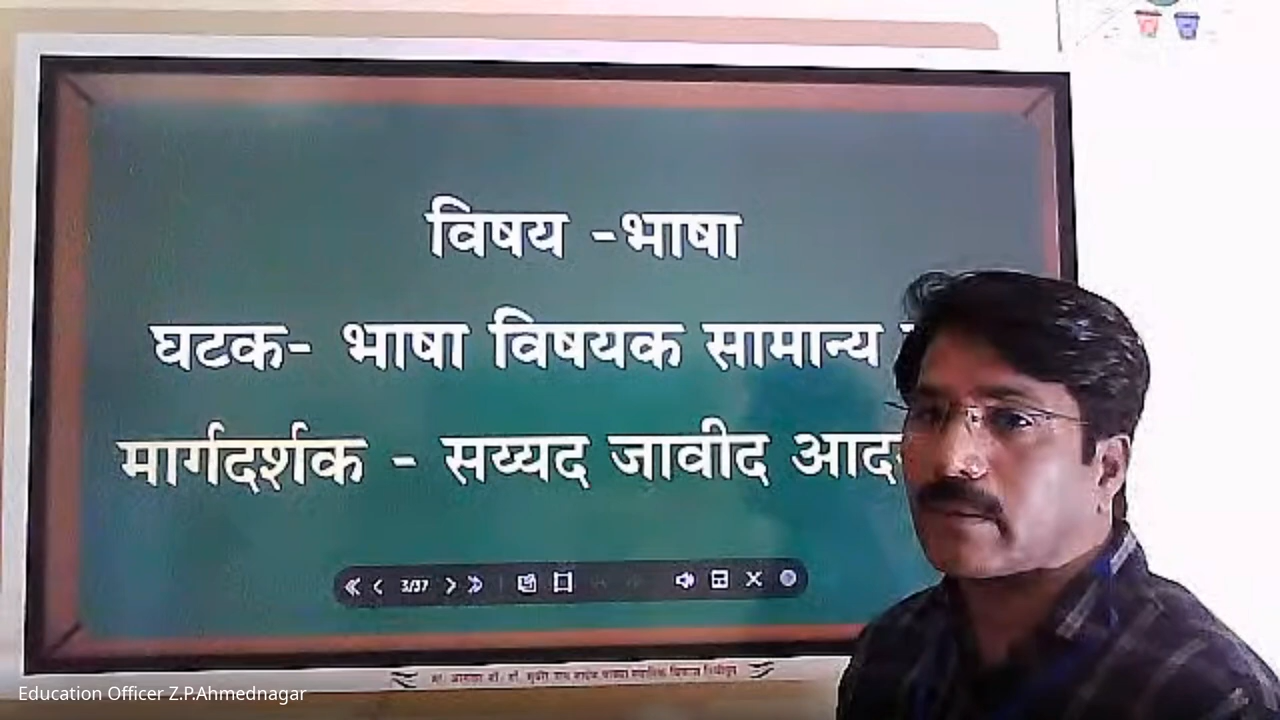 विषय -भाषा
घटक- भाषा विषयक सामान्य
मार्गदर्शक - सय्यद जावीद
3/37
Education Officer Z.P.Ahmednagar